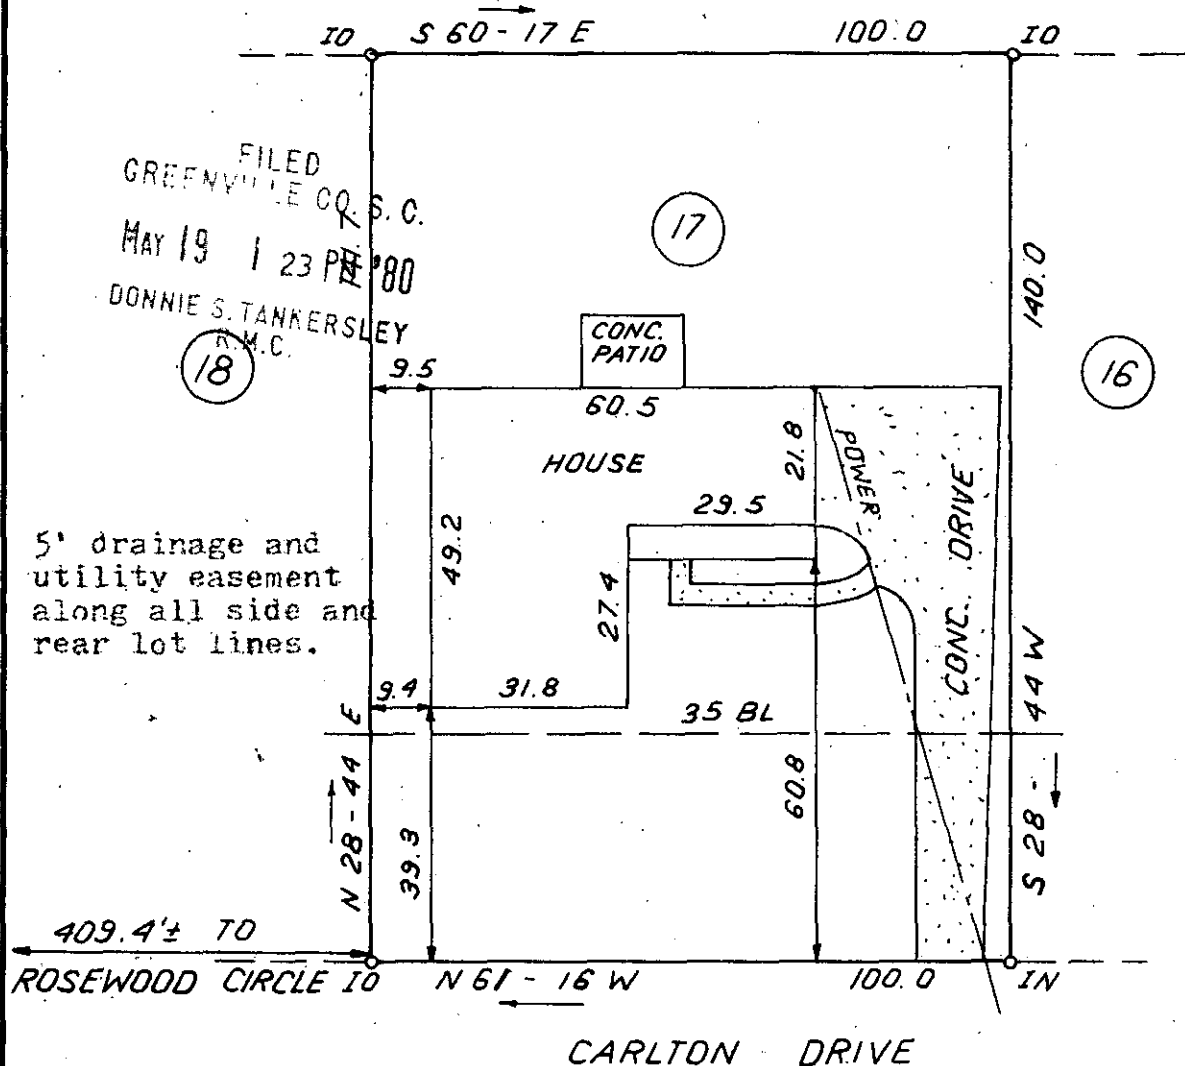 IO S 60-17 E 100.0 IO
FILED
GREENVILLE CO. S.C.
MAY 19 1 23 PM '80
DONNIE S. TANKERSLEY
R.M.C.
17
140.0
18
16
CONC.
PATIO
9.5
60.5
HOUSE
21.8
POWER
CONC. DRIVE
29.5
49.2
27.4
5' drainage and
utility easement
along all side and
rear lot lines.
9.4
31.8
35 BL
N 28-44 E
39.3
60.8
S 28-44 W
409.4'± TO
ROSEWOOD CIRCLE IO N 61-16 W 100.0 IN
CARLTON DRIVE